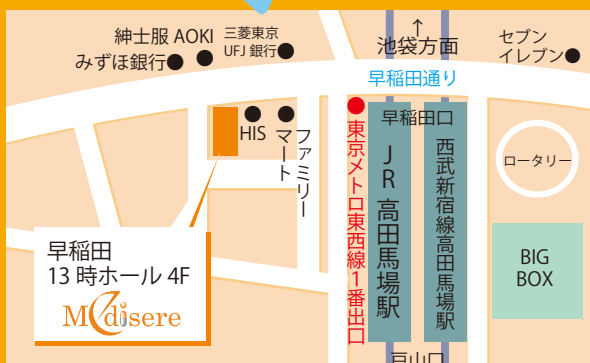 紳士服 AOKI
みずほ銀行
三菱東京
UFJ 銀行
↑
池袋方面
セブン
イレブン
早稲田通り
HIS
ファミリー
マート
東京メトロ東西線1番出口
早稲田口
JR 高田馬場駅
西武新宿線高田馬場駅
ロータリー
BIG
BOX
早稲田
13 時ホール 4F
Medisere
戸山口